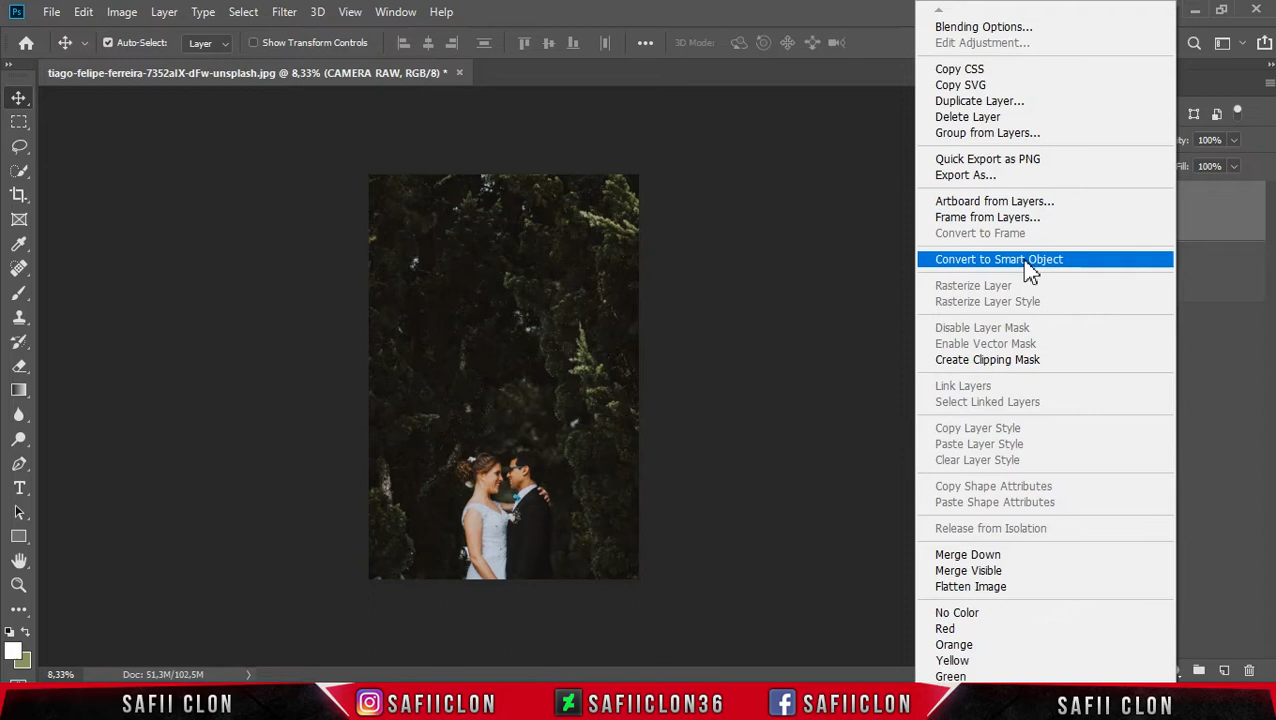 Ps File Edit Image Layer Type Select Filter 3D View Window Help
Auto-Select: Layer Show Transform Controls 3D Mode:
tiago-felipe-ferreira-7352aIX-dFw-unsplash.jpg @ 8,33% (CAMERA RAW, RGB/8) *
Blending Options...
Edit Adjustment...
Copy CSS
Copy SVG
Duplicate Layer...
Delete Layer
Group from Layers...
Quick Export as PNG
Export As...
Artboard from Layers...
Frame from Layers...
Convert to Frame
Convert to Smart Object
Rasterize Layer
Rasterize Layer Style
Disable Layer Mask
Enable Vector Mask
Create Clipping Mask
Link Layers
Select Linked Layers
Copy Layer Style
Paste Layer Style
Clear Layer Style
Copy Shape Attributes
Paste Shape Attributes
Release from Isolation
Merge Down
Merge Visible
Flatten Image
No Color
Red
Orange
Yellow
Green
100%
Fill: 100%
8,33% Doc: 51,3M/102,5M
SAFII CLON SAFIICLON SAFIICLON36 SAFIICLON SAFII CLON